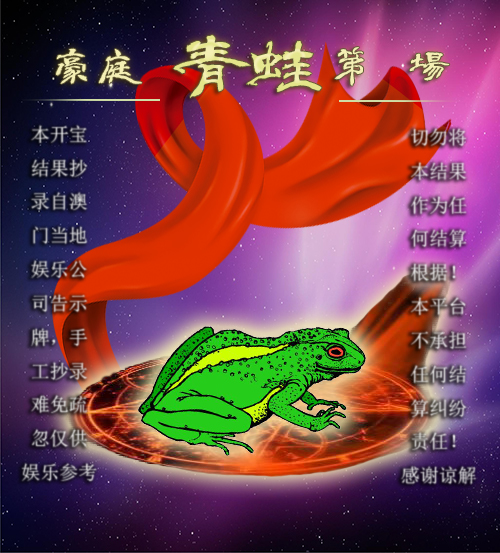 豪庭 青蛙 第 場
本开宝
结果抄
录自澳
门当地
娱乐公
司告示
牌，手
工抄录
难免疏
忽仅供
娱乐参考
切勿将
本结果
作为任
何结算
根据！
本平台
不承担
任何结
算纠纷
责任！
感谢谅解